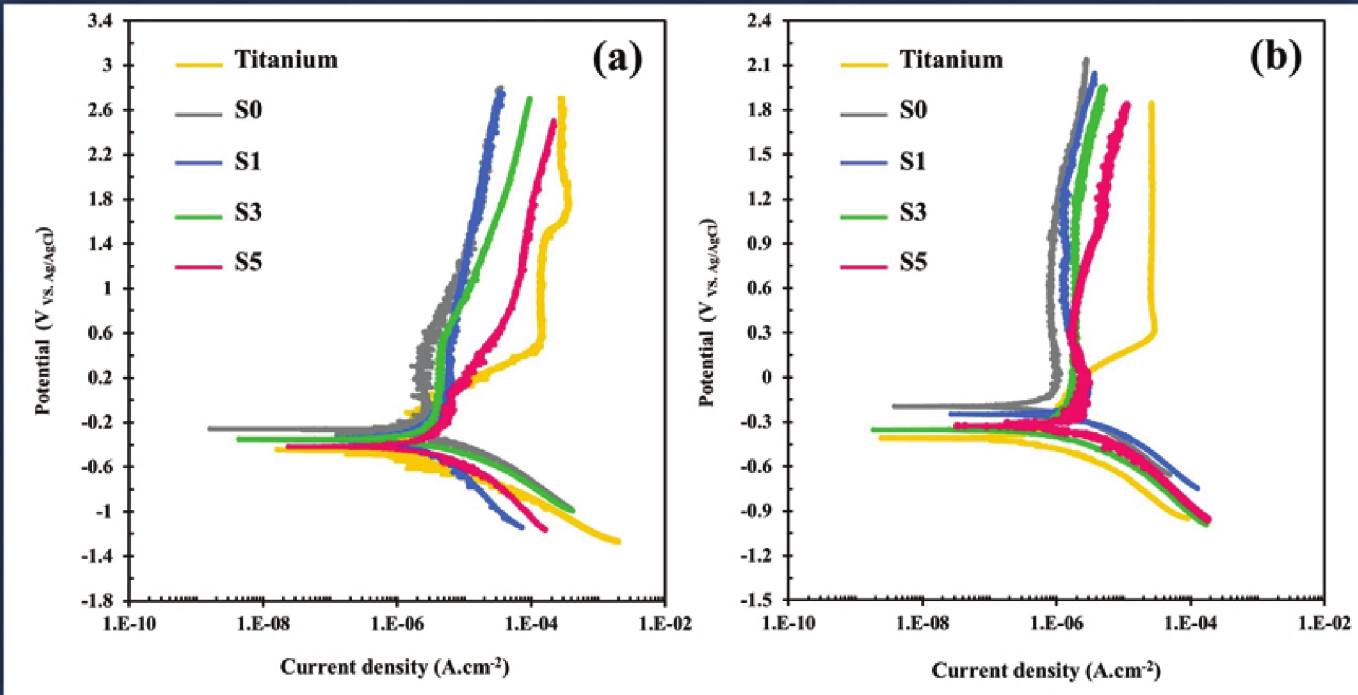 (a)
Titanium
S0
S1
S3
S5
3.4
3
2.6
2.2
1.8
1.4
1
0.6
0.2
-0.2
-0.6
-1
-1.4
-1.8
Potential (V vs. Ag/AgCl)
1.E-10
1.E-08
1.E-06
1.E-04
1.E-02
Current density (A.cm-2)
(b)
Titanium
S0
S1
S3
S5
2.4
2.1
1.8
1.5
1.2
0.9
0.6
0.3
0
-0.3
-0.6
-0.9
-1.2
-1.5
Potential (V vs. Ag/AgCl)
1.E-10
1.E-08
1.E-06
1.E-04
1.E-02
Current density (A.cm-2)